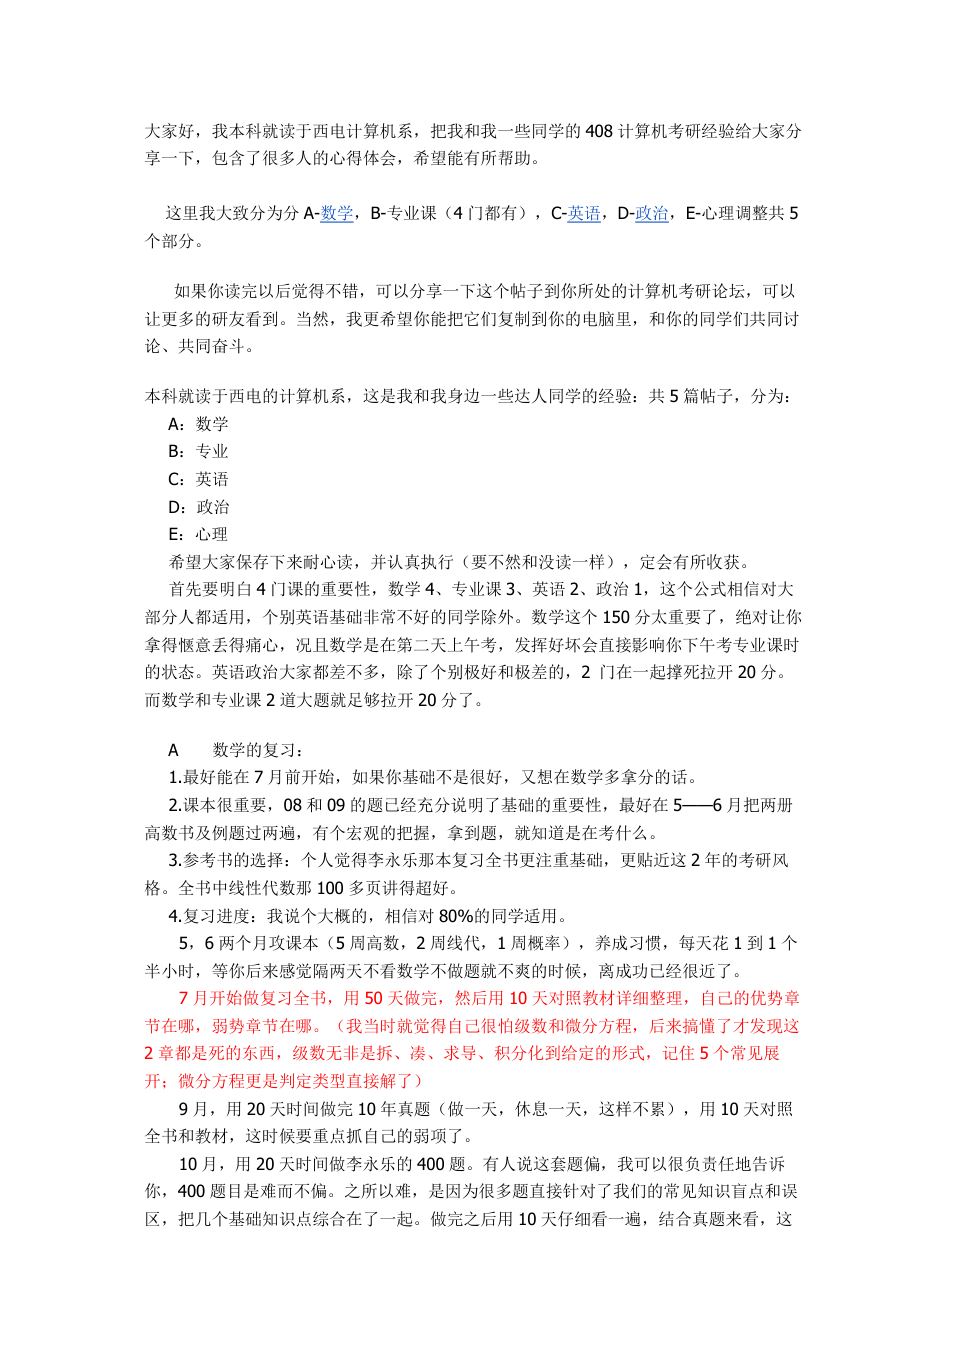 大家好，我本科就读于西电计算机系，把我和我一些同学的 408 计算机考研经验给大家分
享一下，包含了很多人的心得体会，希望能有所帮助。
这里我大致分为分 A-数学，B-专业课（4 门都有），C-英语，D-政治，E-心理调整共 5
个部分。
如果你读完以后觉得不错，可以分享一下这个帖子到你所处的计算机考研论坛，可以
让更多的研友看到。当然，我更希望你能把它们复制到你的电脑里，和你的同学们共同讨
论、共同奋斗。
本科就读于西电的计算机系，这是我和我身边一些达人同学的经验：共 5 篇帖子，分为：
A：数学
B：专业
C：英语
D：政治
E：心理
希望大家保存下来耐心读，并认真执行（要不然和没读一样），定会有所收获。
首先要明白 4 门课的重要性，数学 4、专业课 3、英语 2、政治 1，这个公式相信对大
部分人都适用，个别英语基础非常不好的同学除外。数学这个 150 分太重要了，绝对让你
拿得惬意丢得痛心，况且数学是在第二天上午考，发挥好坏会直接影响你下午考专业课时
的状态。英语政治大家都差不多，除了个别极好和极差的，2 门在一起撑死拉开 20 分。
而数学和专业课 2 道大题就足够拉开 20 分了。
A 数学的复习：
1.最好能在 7 月前开始，如果你基础不是很好，又想在数学多拿分的话。
2.课本很重要，08 和 09 的题已经充分说明了基础的重要性，最好在 5——6 月把两册
高数书及例题过两遍，有个宏观的把握，拿到题，就知道是在考什么。
3.参考书的选择：个人觉得李永乐那本复习全书更注重基础，更贴近这 2 年的考研风
格。全书中线性代数那 100 多页讲得超好。
4.复习进度：我说个大概的，相信对 80%的同学适用。
5，6 两个月攻课本（5 周高数，2 周线代，1 周概率），养成习惯，每天花 1 到 1 个
半小时，等你后来感觉隔两天不看数学不做题就不爽的时候，离成功已经很近了。
7 月开始做复习全书，用 50 天做完，然后用 10 天对照教材详细整理，自己的优势章
节在哪，弱势章节在哪。（我当时就觉得自己很怕级数和微分方程，后来搞懂了才发现这
2 章都是死的东西，级数无非是拆、凑、求导、积分化到给定的形式，记住 5 个常见展
开；微分方程更是判定类型直接解了）
9 月，用 20 天时间做完 10 年真题（做一天，休息一天，这样不累），用 10 天对照
全书和教材，这时候要重点抓自己的弱项了。
10 月，用 20 天时间做李永乐的 400 题。有人说这套题偏，我可以很负责任地告诉
你，400 题目是难而不偏。之所以难，是因为很多题直接针对了我们的常见知识盲点和误
区，把几个基础知识点综合在了一起。做完之后用 10 天仔细看一遍，结合真题来看，这